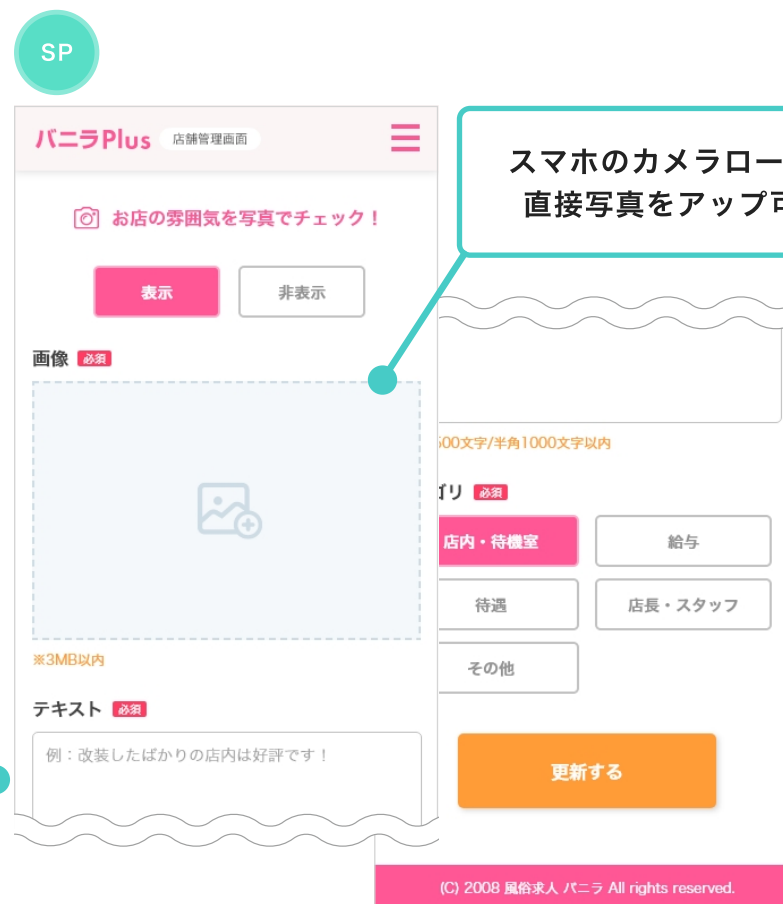 SP
バニラPlus 店舗管理画面
スマホのカメラロー
直接写真をアップ
お店の雰囲気を写真でチェック！
表示 非表示
画像 必須
※3MB以内
テキスト 必須
例：改装したばかりの店内は好評です！
500文字/半角1000文字以内
ゴリ 必須
店内・待機室 給与
待遇 店長・スタッフ
その他
更新する
(C) 2008 風俗求人 バニラ All rights reserved.